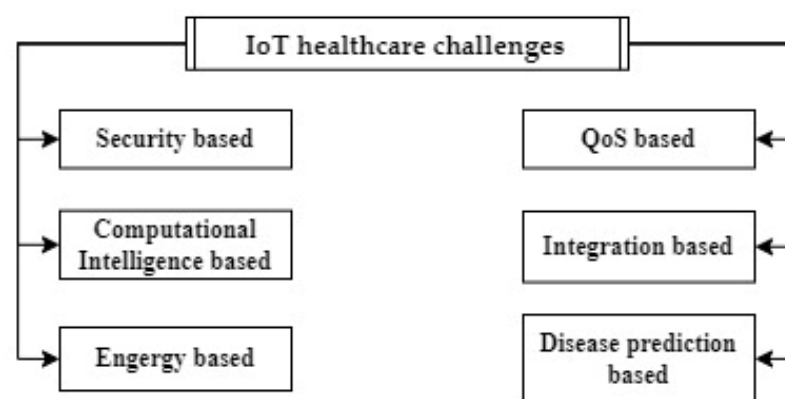 IoT healthcare challenges
Security based
Computational
Intelligence based
Engergy based
QoS based
Integration based
Disease prediction
based